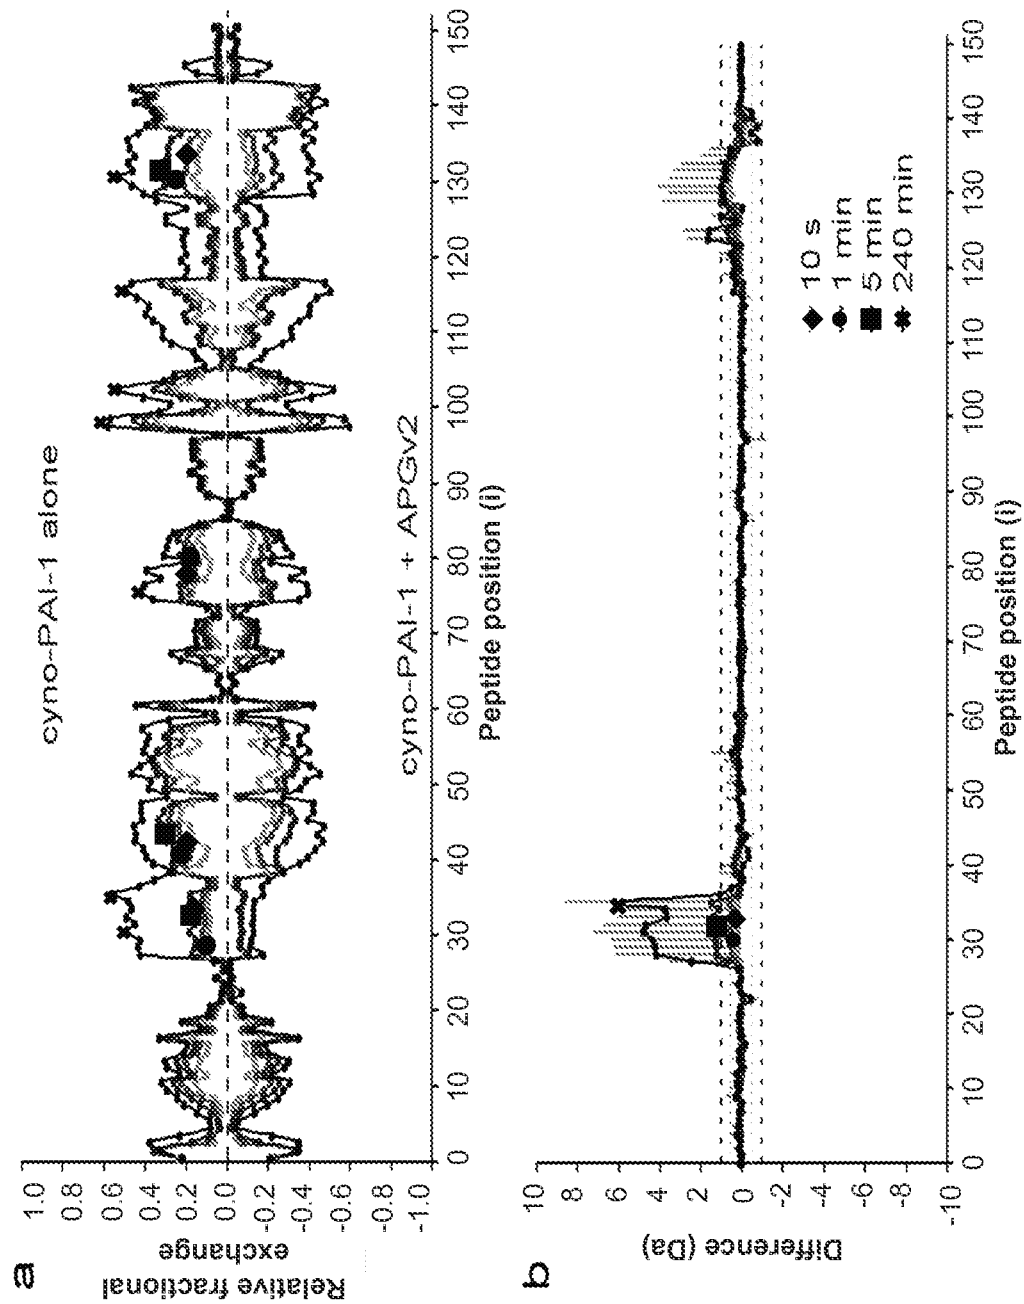 a
cyno-PAI-1 alone
Relative fractional
exchange
1.0
0.8
0.6
0.4
0.2
0.0
-0.2
-0.4
-0.6
-0.8
-1.0
0 10 20 30 40 50 60 70 80 90 100 110 120 130 140 150
cyno-PAI-1 + APGv2
Peptide position (i)
b
Difference (Da)
10
8
6
4
2
0
-2
-4
-6
-8
-10
10 s
1 min
5 min
240 min
0 10 20 30 40 50 60 70 80 90 100 110 120 130 140 150
Peptide position (i)